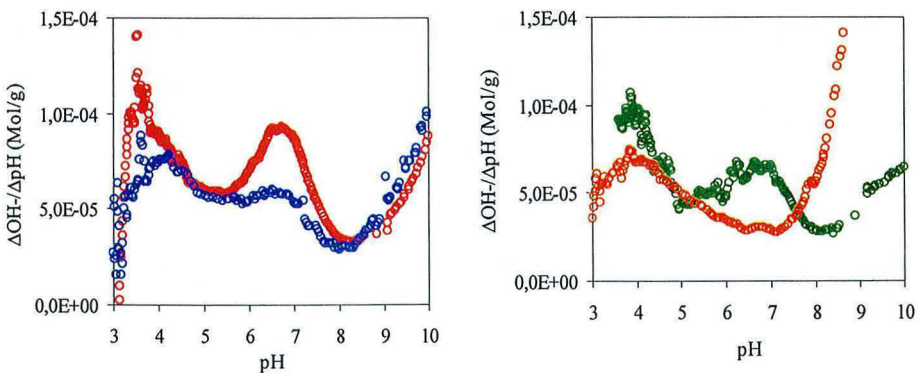 1,5E-04
1,0E-04
5,0E-05
0,0E+00
ΔOH-/ΔpH (Mol/g)
3 4 5 6 7 8 9 10
pH
1,5E-04
1,0E-04
5,0E-05
0,0E+00
ΔOH-/ΔpH (Mol/g)
3 4 5 6 7 8 9 10
pH